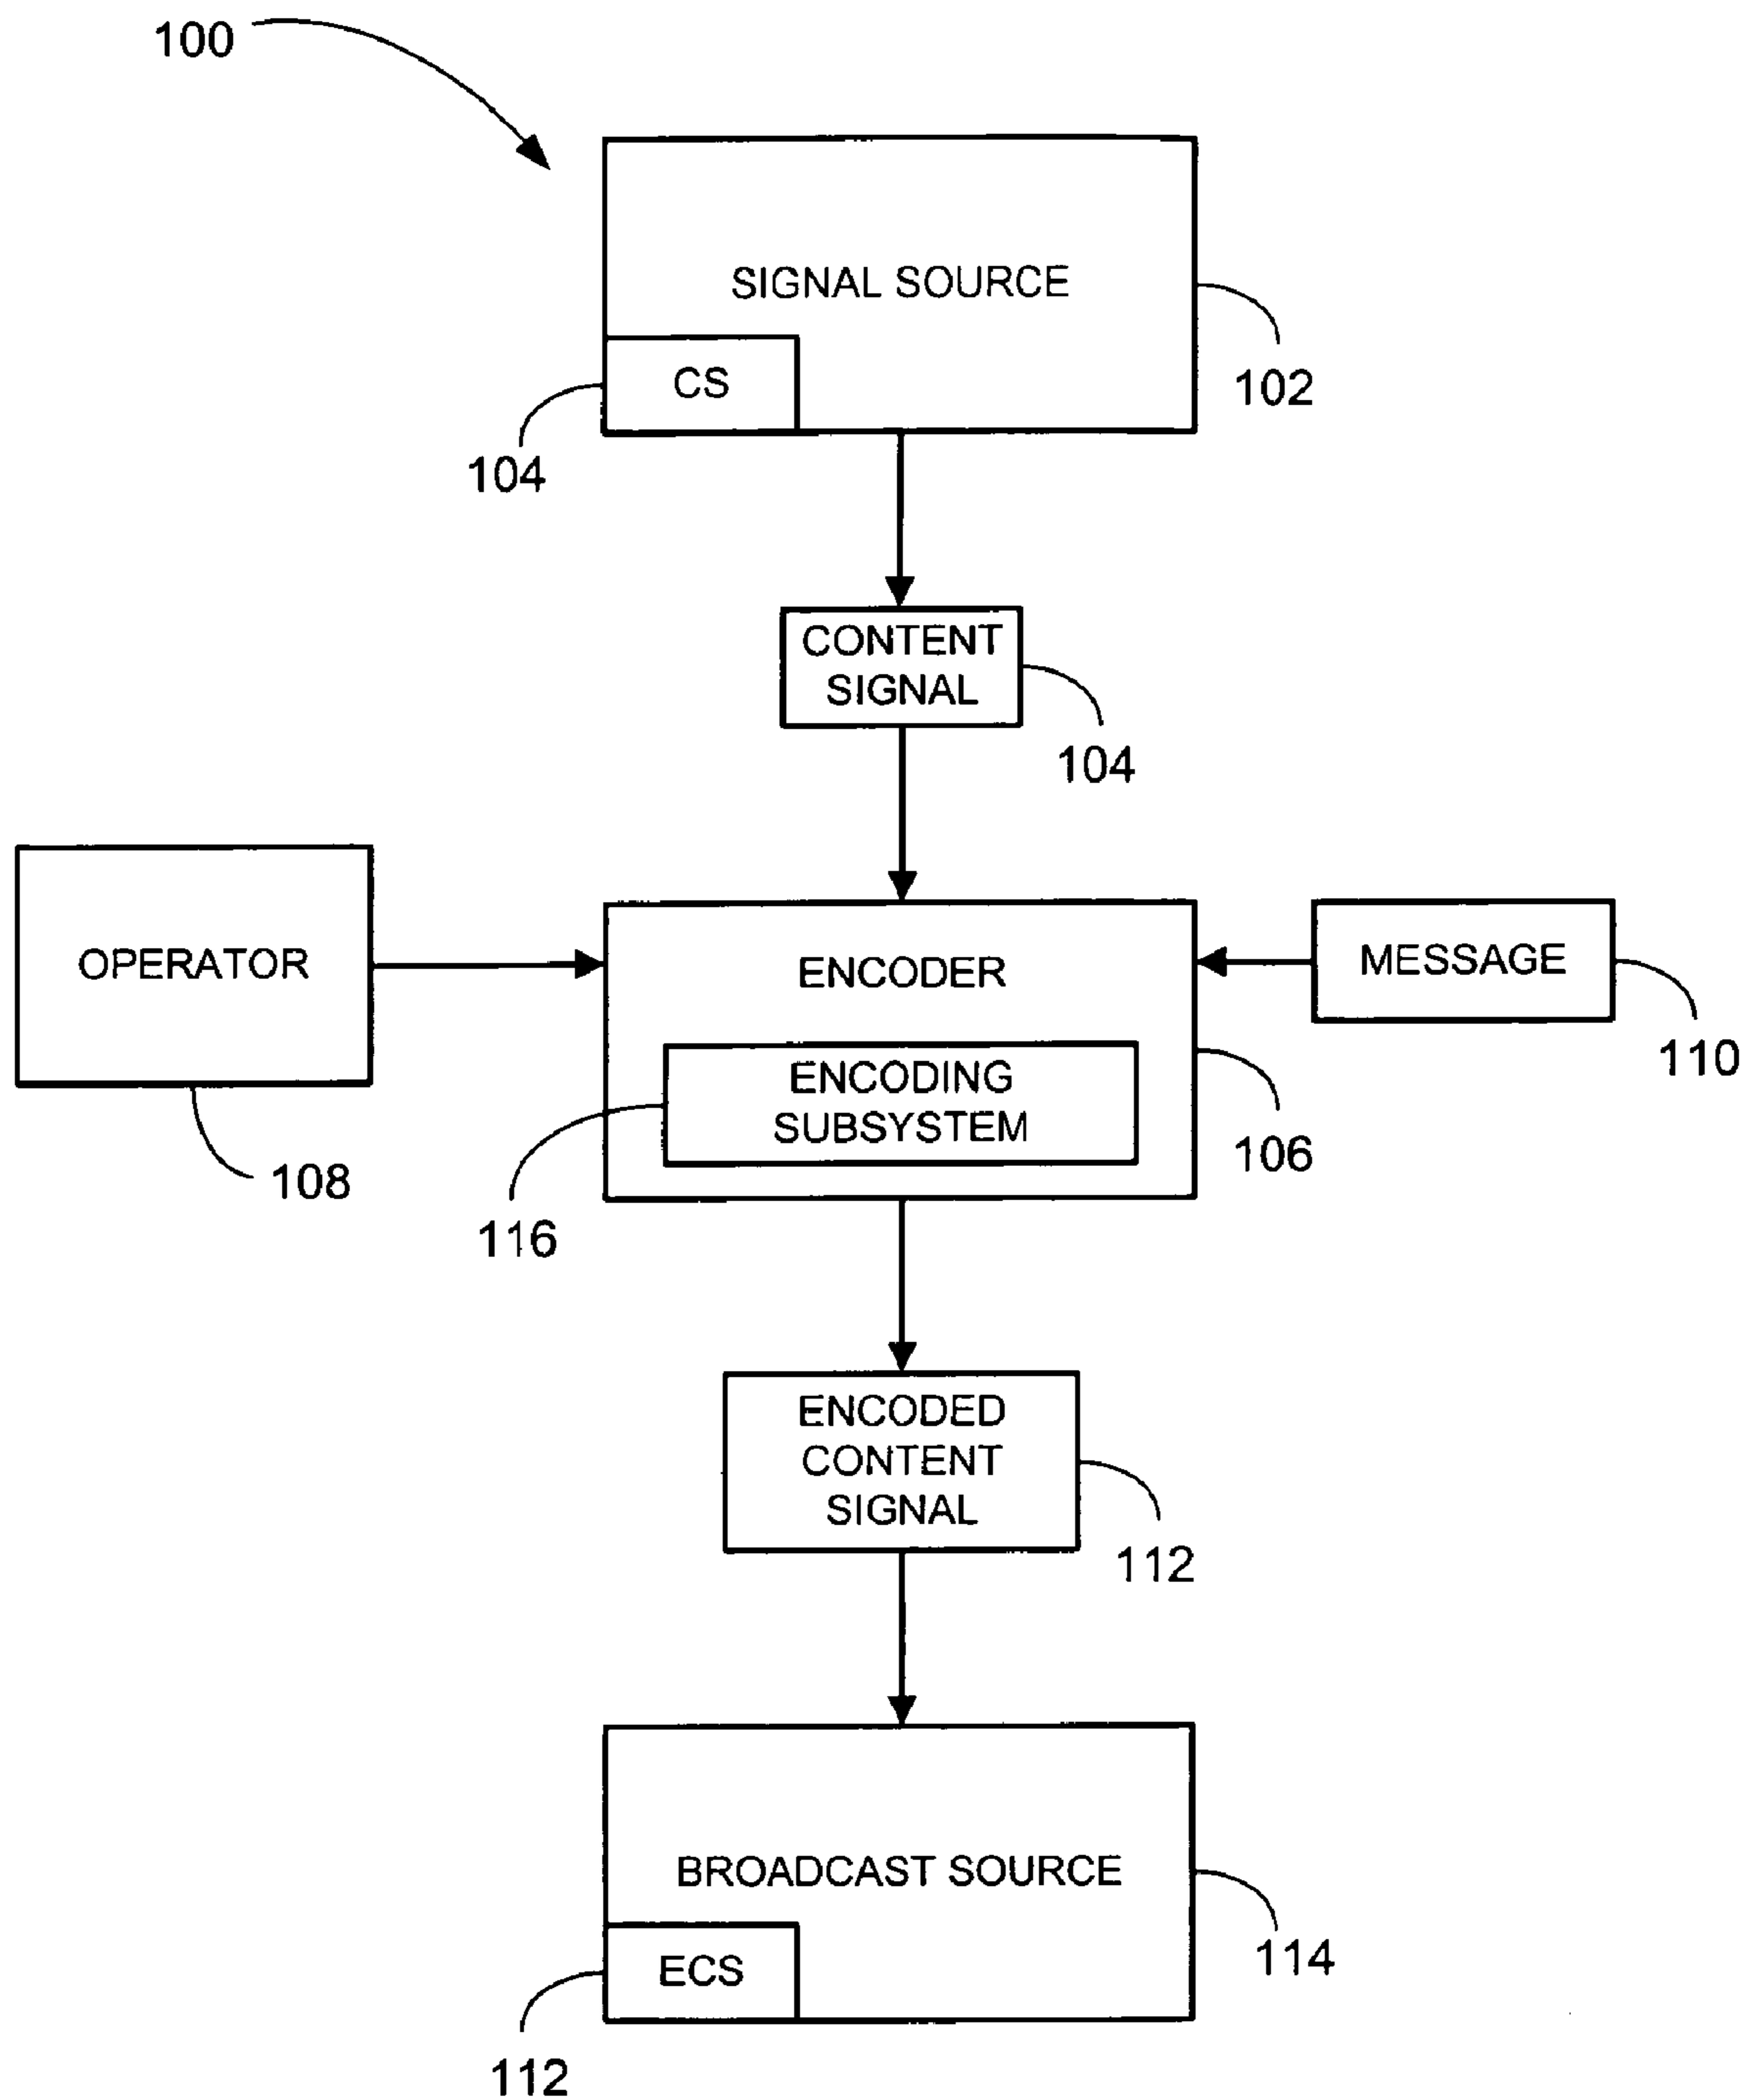 100
SIGNAL SOURCE
CS
102
104
CONTENT
SIGNAL
104
OPERATOR
ENCODER
MESSAGE
110
ENCODING
SUBSYSTEM
106
108
116
ENCODED
CONTENT
SIGNAL
112
BROADCAST SOURCE
114
ECS
112